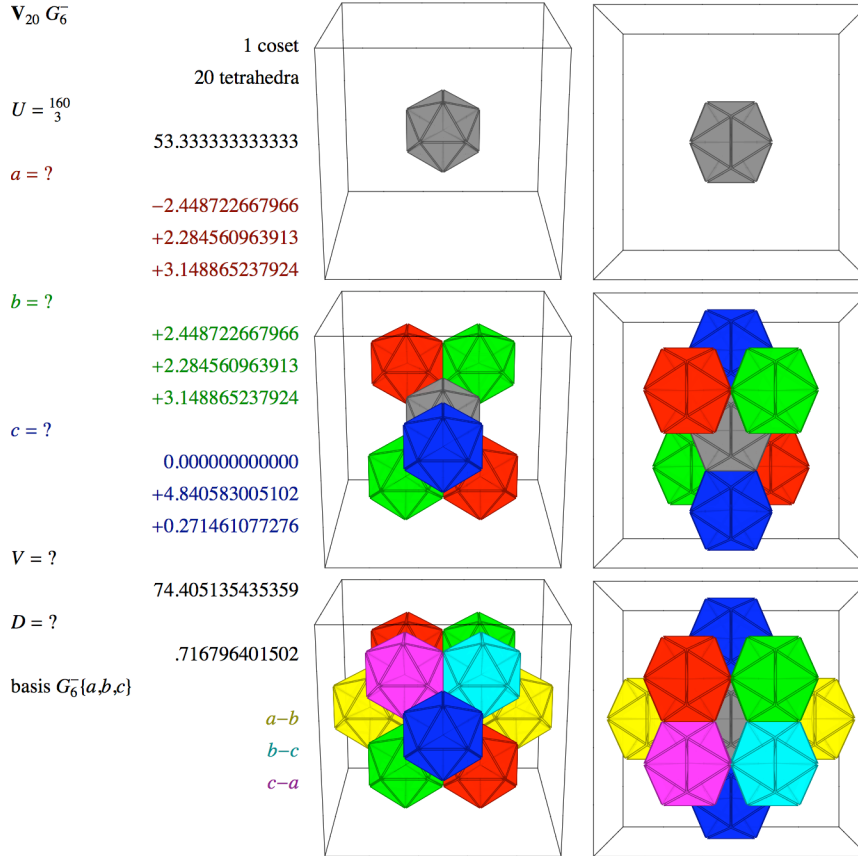 V₂₀ G₆⁻
1 coset
20 tetrahedra
U = 160/3
53.333333333333
a = ?
−2.448722667966
+2.284560963913
+3.148865237924
b = ?
+2.448722667966
+2.284560963913
+3.148865237924
c = ?
0.000000000000
+4.840583005102
+0.271461077276
V = ?
74.405135435359
D = ?
.716796401502
basis G₆⁻{a,b,c}
a−b
b−c
c−a